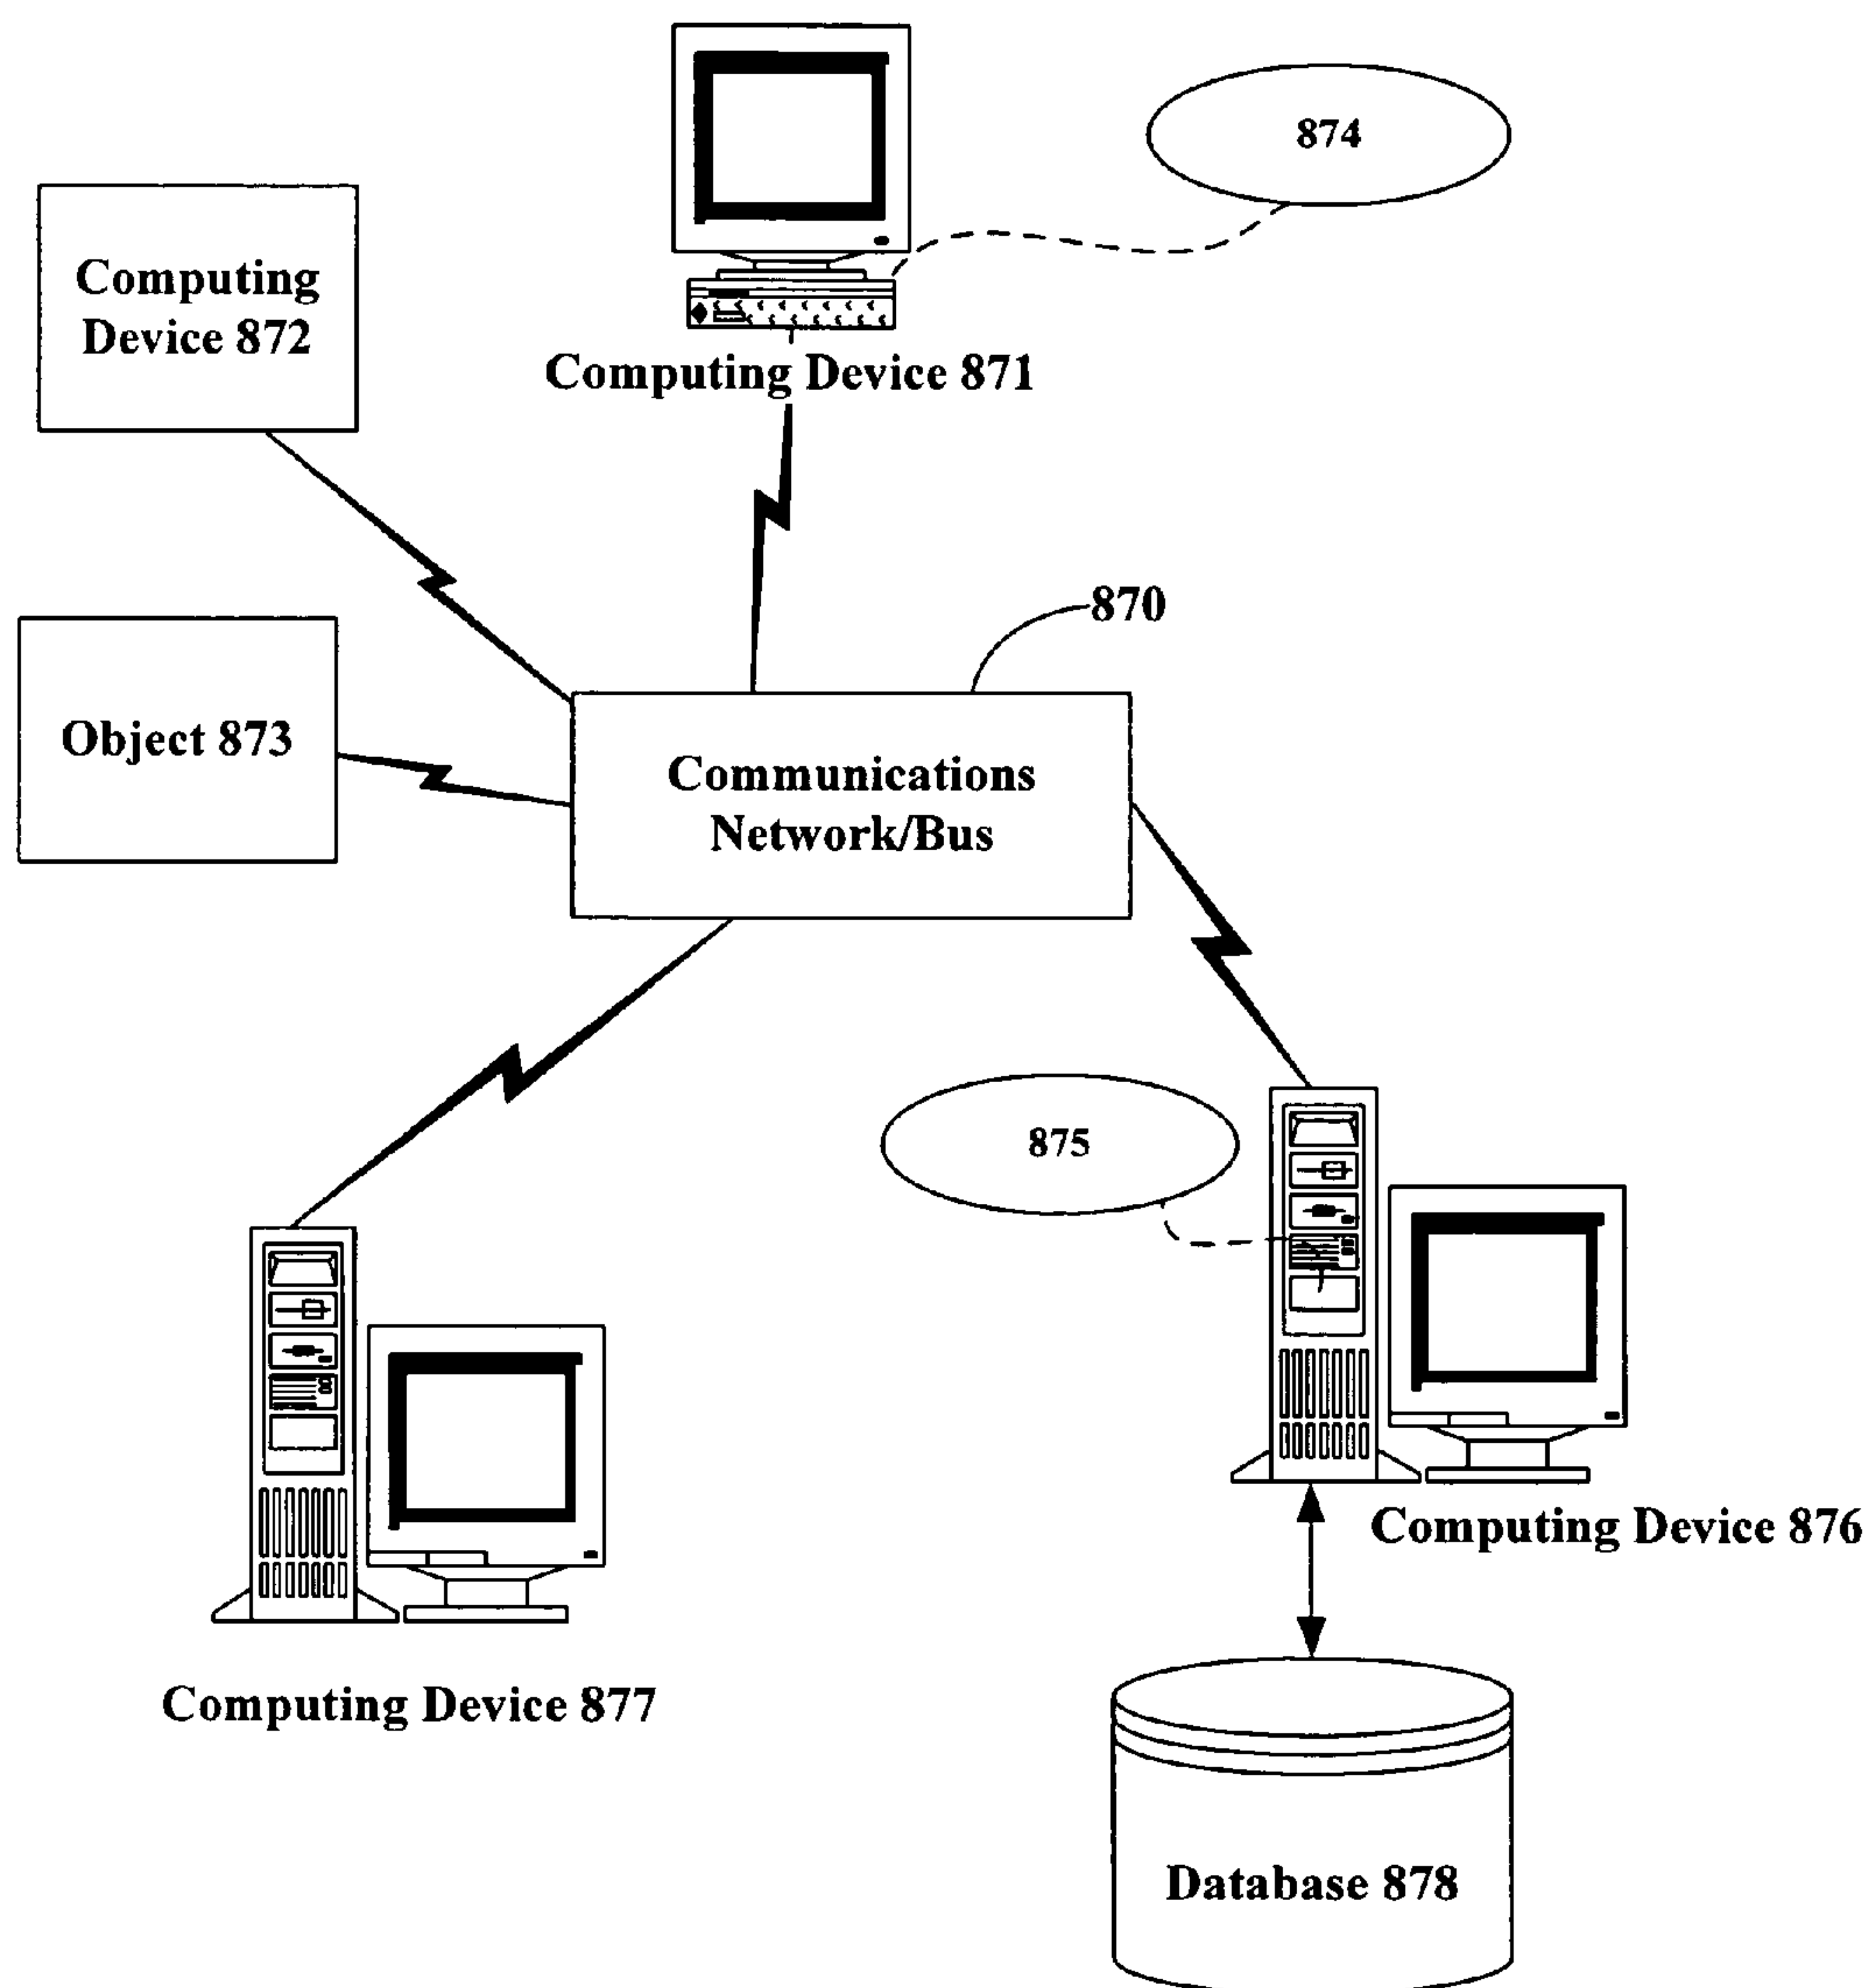 874
Computing
Device 872
Computing Device 871
870
Object 873
Communications
Network/Bus
875
Computing Device 876
Computing Device 877
Database 878